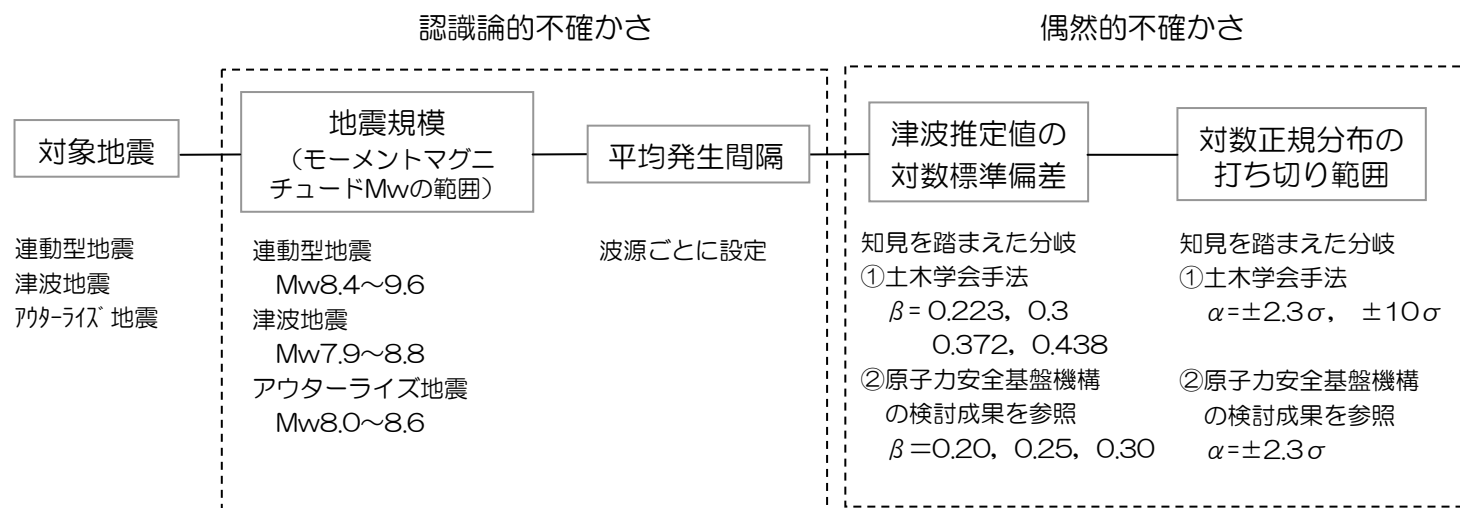 認識論的不確かさ
偶然的不確かさ
対象地震
地震規模
（モーメントマグニ
チュードMwの範囲）
平均発生間隔
津波推定値の
対数標準偏差
対数正規分布の
打ち切り範囲
連動型地震
津波地震
ｱｳﾀｰﾗｲｽﾞ地震
連動型地震
Mw8.4～9.6
津波地震
Mw7.9～8.8
アウターライズ地震
Mw8.0～8.6
波源ごとに設定
知見を踏まえた分岐
①土木学会手法
β= 0.223, 0.3
0.372, 0.438
②原子力安全基盤機構
の検討成果を参照
β＝0.20, 0.25, 0.30
知見を踏まえた分岐
①土木学会手法
α=±2.3σ, ±10σ
②原子力安全基盤機構
の検討成果を参照
α=±2.3σ